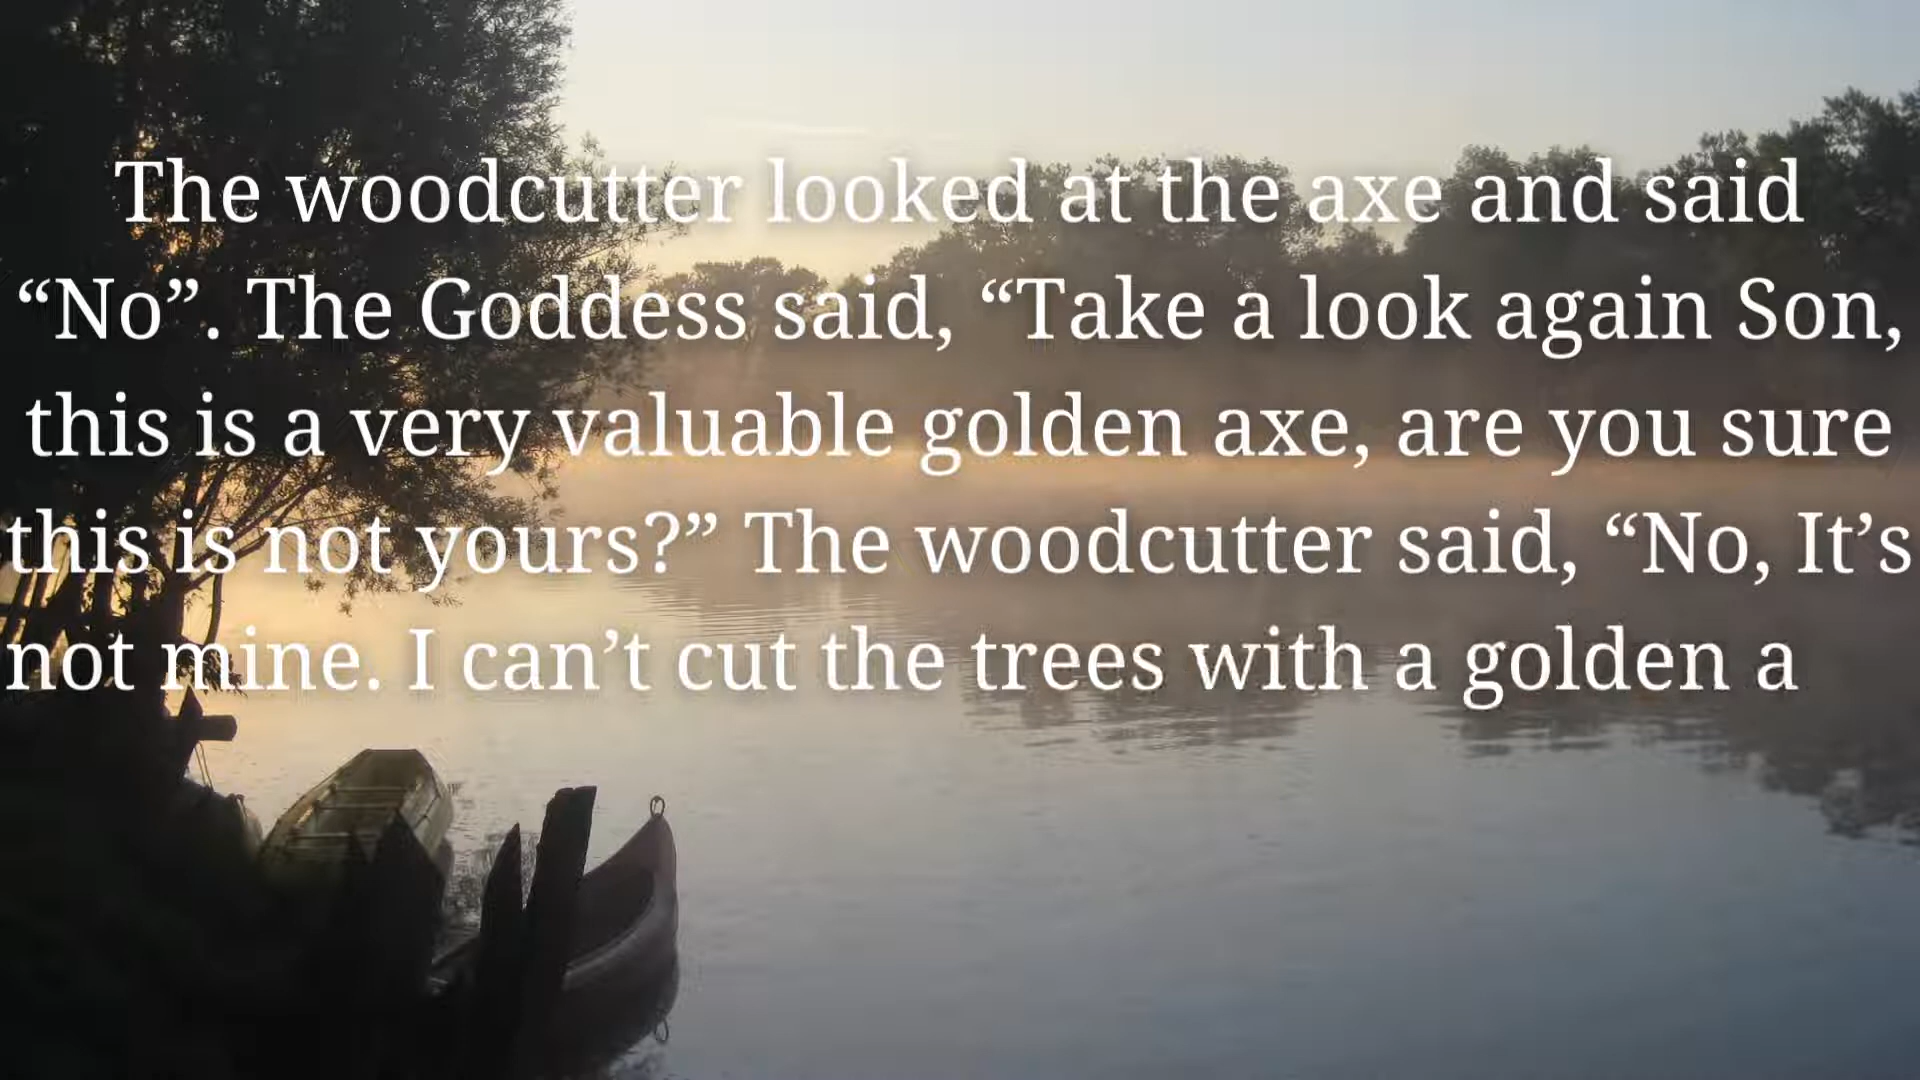 The woodcutter looked at the axe and said
“No”. The Goddess said, “Take a look again Son,
this is a very valuable golden axe, are you sure
this is not yours?” The woodcutter said, “No, It’s
not mine. I can’t cut the trees with a golden a